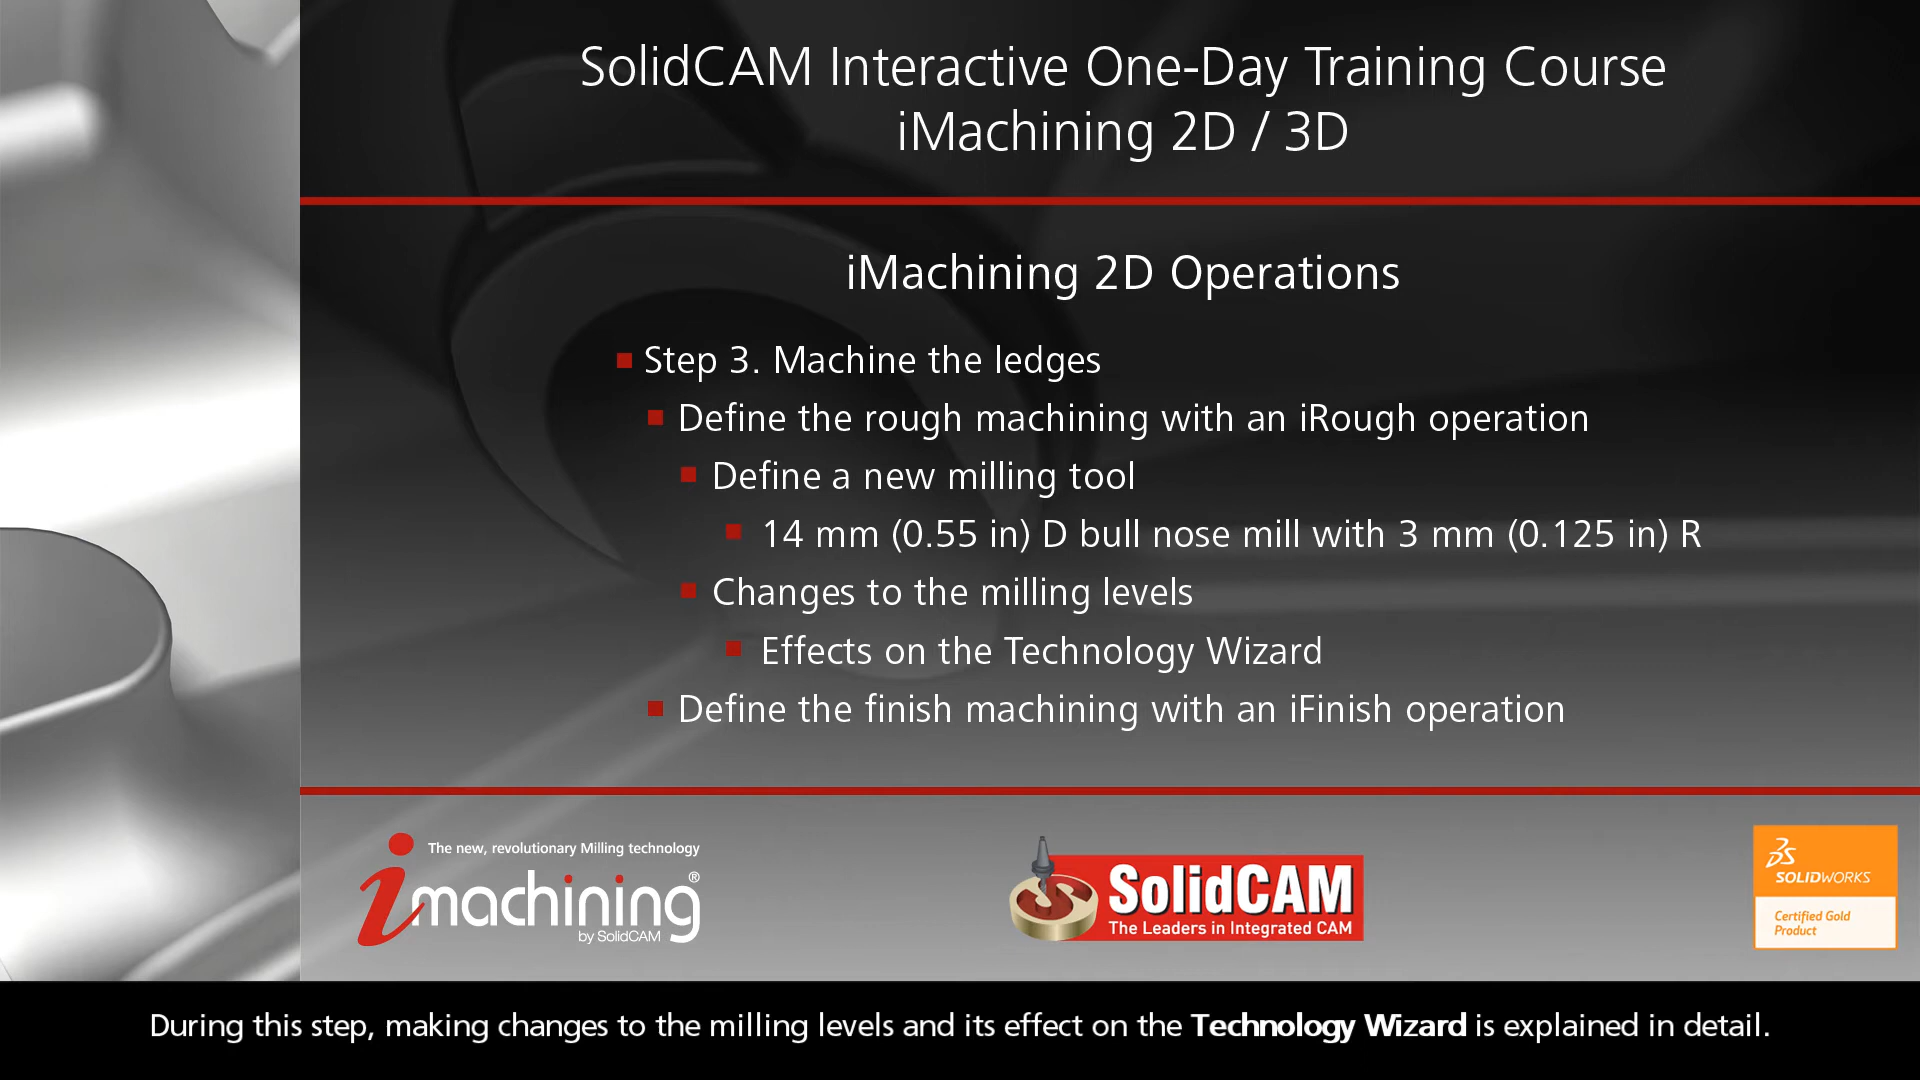 SolidCAM Interactive One-Day Training Course
iMachining 2D / 3D
iMachining 2D Operations
Step 3. Machine the ledges
Define the rough machining with an iRough operation
Define a new milling tool
14 mm (0.55 in) D bull nose mill with 3 mm (0.125 in) R
Changes to the milling levels
Effects on the Technology Wizard
Define the finish machining with an iFinish operation
The new, revolutionary Milling technology
imachining®
by SolidCAM
SolidCAM
The Leaders in Integrated CAM
3DS
SOLIDWORKS
Certified Gold
Product
During this step, making changes to the milling levels and its effect on the Technology Wizard is explained in detail.